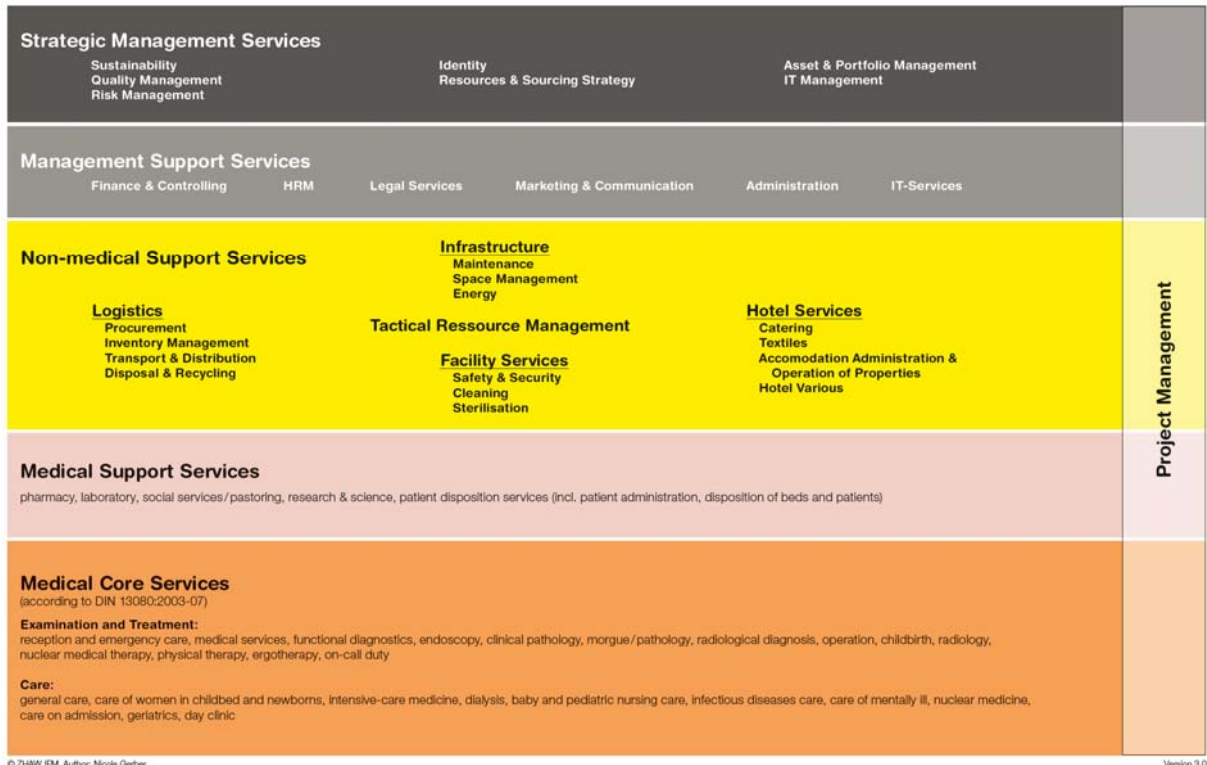 Strategic Management Services
Sustainability
Quality Management
Risk Management
Identity
Resources & Sourcing Strategy
Asset & Portfolio Management
IT Management
Management Support Services
Finance & Controlling
HRM
Legal Services
Marketing & Communication
Administration
IT-Services
Non-medical Support Services
Logistics
Procurement
Inventory Management
Transport & Distribution
Disposal & Recycling
Infrastructure
Maintenance
Space Management
Energy
Tactical Ressource Management
Facility Services
Safety & Security
Cleaning
Sterilisation
Hotel Services
Catering
Textiles
Accomodation Administration &
Operation of Properties
Hotel Various
Medical Support Services
pharmacy, laboratory, social services/pastoring, research & science, patient disposition services (incl. patient administration, disposition of beds and patients)
Medical Core Services
(according to DIN 13080:2003-07)
Examination and Treatment:
reception and emergency care, medical services, functional diagnostics, endoscopy, clinical pathology, morgue/pathology, radiological diagnosis, operation, childbirth, radiology,
nuclear medical therapy, physical therapy, ergotherapy, on-call duty
Care:
general care, care of women in childbed and newborns, intensive-care medicine, dialysis, baby and pediatric nursing care, infectious diseases care, care of mentally ill, nuclear medicine,
care on admission, geriatrics, day clinic
Project Management
© ZHAW IFM, Author: Nicole Gerber
Version 3.0